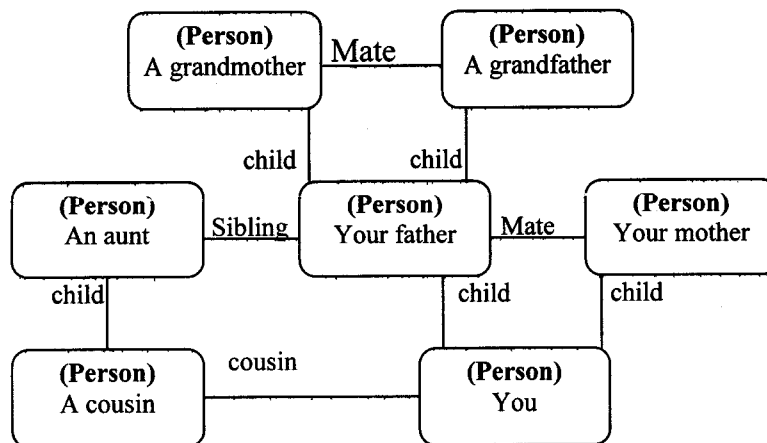 (Person)
A grandmother
Mate
(Person)
A grandfather
child
child
(Person)
An aunt
Sibling
(Person)
Your father
Mate
(Person)
Your mother
child
child
child
(Person)
A cousin
cousin
(Person)
You